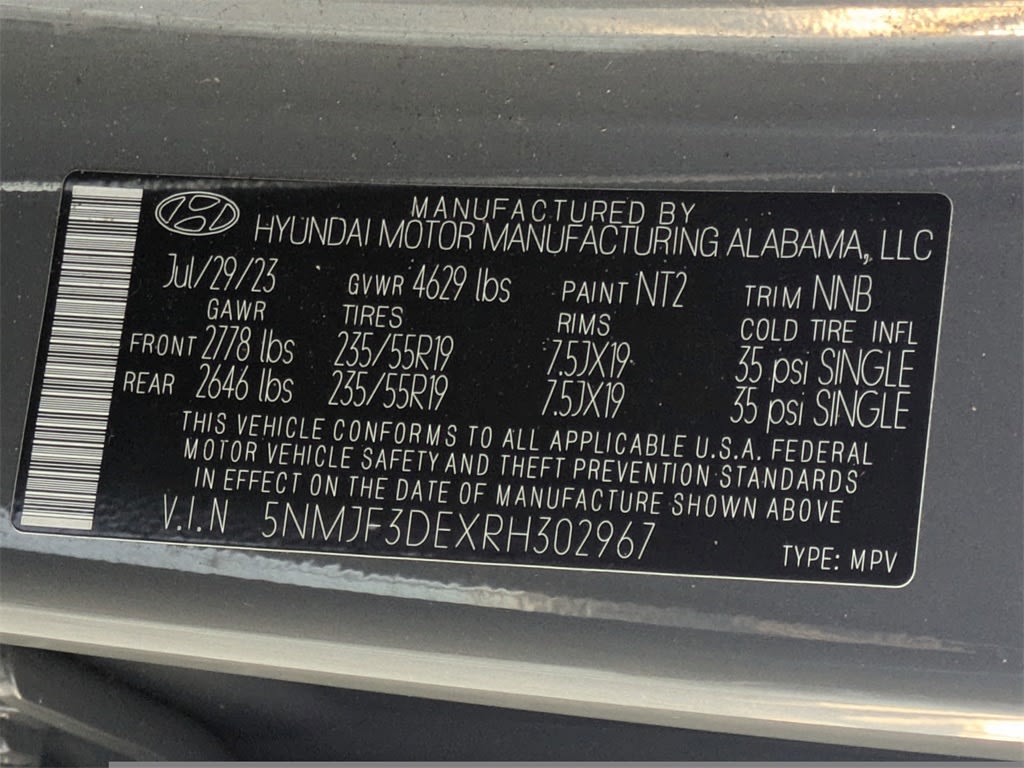 MANUFACTURED BY
HYUNDAI MOTOR MANUFACTURING ALABAMA, LLC
Jul/29/23 GVWR 4629 lbs PAINT NT2 TRIM NNB
GAWR TIRES RIMS COLD TIRE INFL
FRONT 2778 lbs 235/55R19 7.5JX19 35 psi SINGLE
REAR 2646 lbs 235/55R19 7.5JX19 35 psi SINGLE
THIS VEHICLE CONFORMS TO ALL APPLICABLE U.S.A. FEDERAL
MOTOR VEHICLE SAFETY AND THEFT PREVENTION STANDARDS
IN EFFECT ON THE DATE OF MANUFACTURE SHOWN ABOVE
V.I.N 5NMJF3DEXRH302967
TYPE: MPV